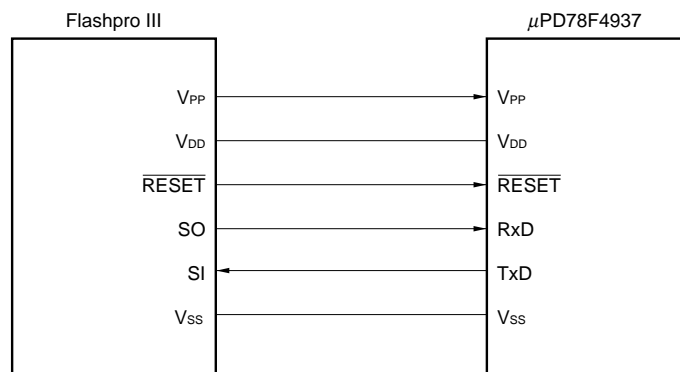 Flashpro III μPD78F4937
VPP VPP
VDD VDD
RESET RESET
SO RxD
SI TxD
VSS VSS